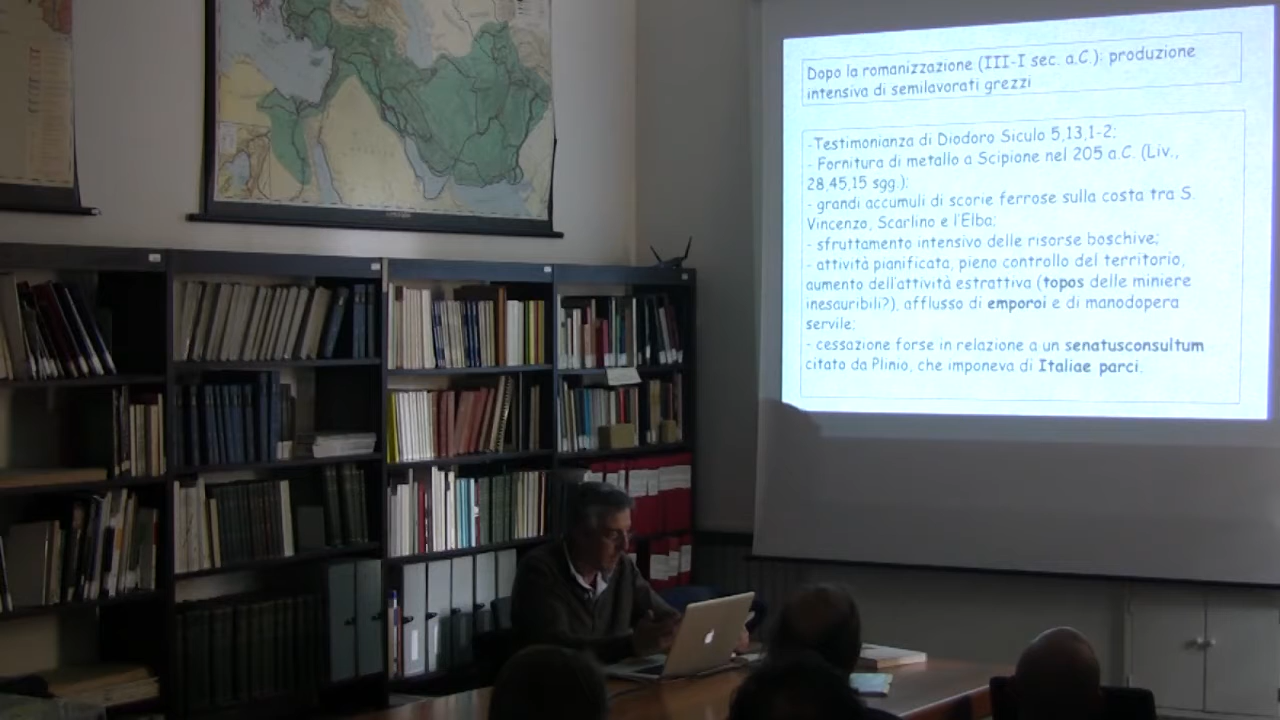 Dopo la romanizzazione (III-I sec. a.C.): produzione
intensiva di semilavorati grezzi
- Testimonianza di Diodoro Siculo 5,13,1-2;
- Fornitura di metallo a Scipione nel 205 a.C. (Liv.,
28,45,15 sgg.);
- grandi accumuli di scorie ferrose sulla costa tra S.
Vincenzo, Scarlino e l'Elba;
- sfruttamento intensivo delle risorse boschive;
- attività pianificata, pieno controllo del territorio,
aumento dell'attività estrattiva (topos delle miniere
inesauribili?), afflusso di emporoi e di manodopera
servile;
- cessazione forse in relazione a un senatusconsultum
citato da Plinio, che imponeva di Italiae parci.